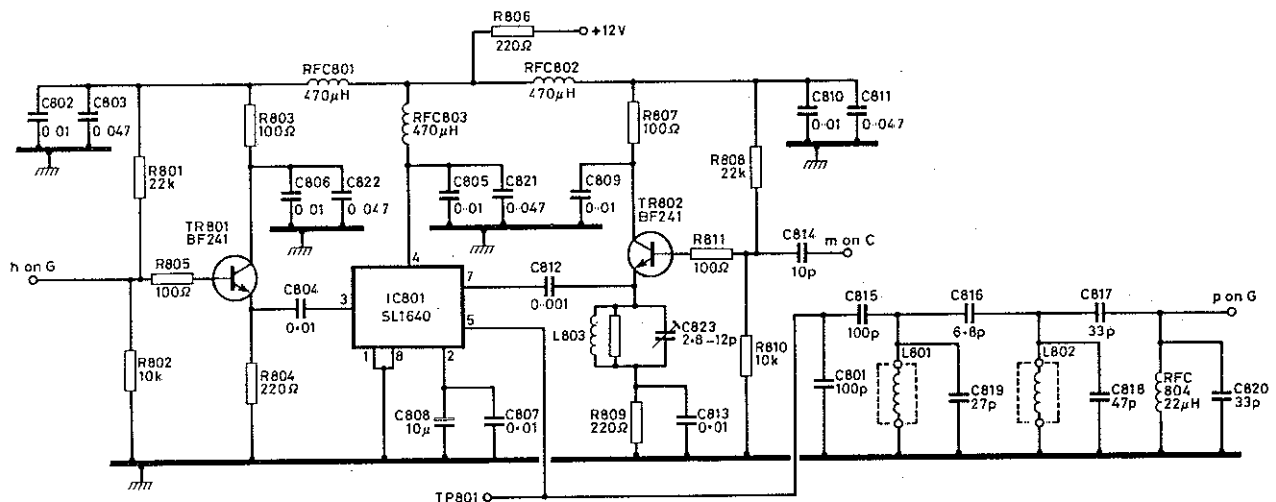 R806
220Ω
+12V
RFC801
470μH
RFC802
470μH
C802
0·01
C803
0·047
R803
100Ω
RFC803
470μH
R807
100Ω
C810
0·01
C811
0·047
R801
22k
R808
22k
C806
0·01
C822
0·047
C805
0·01
C821
0·047
C809
0·01
TR801
BF241
TR802
BF241
h on G
R805
100Ω
R811
100Ω
C814
10p
m on C
C804
0·01
4
3
IC801
SL1640
7
5
1
8
2
C812
0·001
L803
C823
2·8-12p
C815
100p
C816
6·8p
C817
33p
p on G
R802
10k
R804
220Ω
R810
10k
C801
100p
L801
C819
27p
L802
C818
47p
RFC
804
22μH
C820
33p
C808
10μ
C807
0·01
R809
220Ω
C813
0·01
TP801